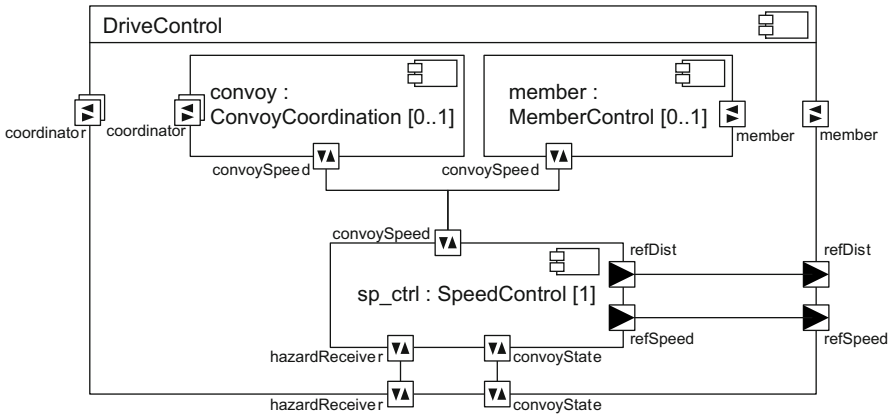 DriveControl
convoy :
ConvoyCoordination [0..1]
member :
MemberControl [0..1]
coordinator
coordinator
member
member
convoySpeed
convoySpeed
convoySpeed
refDist
refDist
sp_ctrl : SpeedControl [1]
refSpeed
refSpeed
hazardReceiver
convoyState
hazardReceiver
convoyState